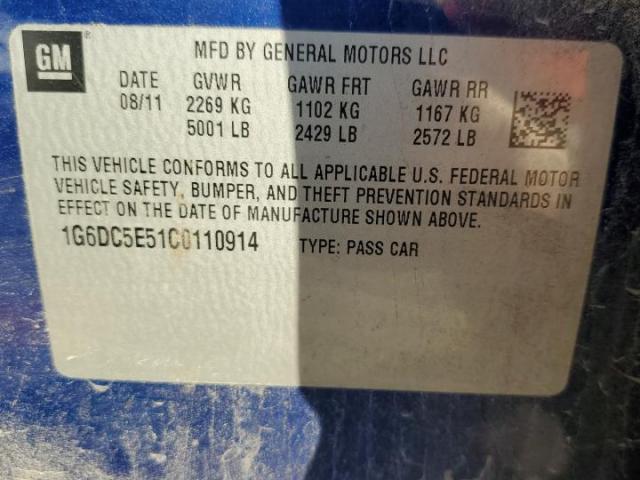 GM ®
MFD BY GENERAL MOTORS LLC
DATE GVWR GAWR FRT GAWR RR
08/11 2269 KG 1102 KG 1167 KG
5001 LB 2429 LB 2572 LB
THIS VEHICLE CONFORMS TO ALL APPLICABLE U.S. FEDERAL MOTOR
VEHICLE SAFETY, BUMPER, AND THEFT PREVENTION STANDARDS IN
EFFECT ON THE DATE OF MANUFACTURE SHOWN ABOVE.
1G6DC5E51C0110914 TYPE: PASS CAR